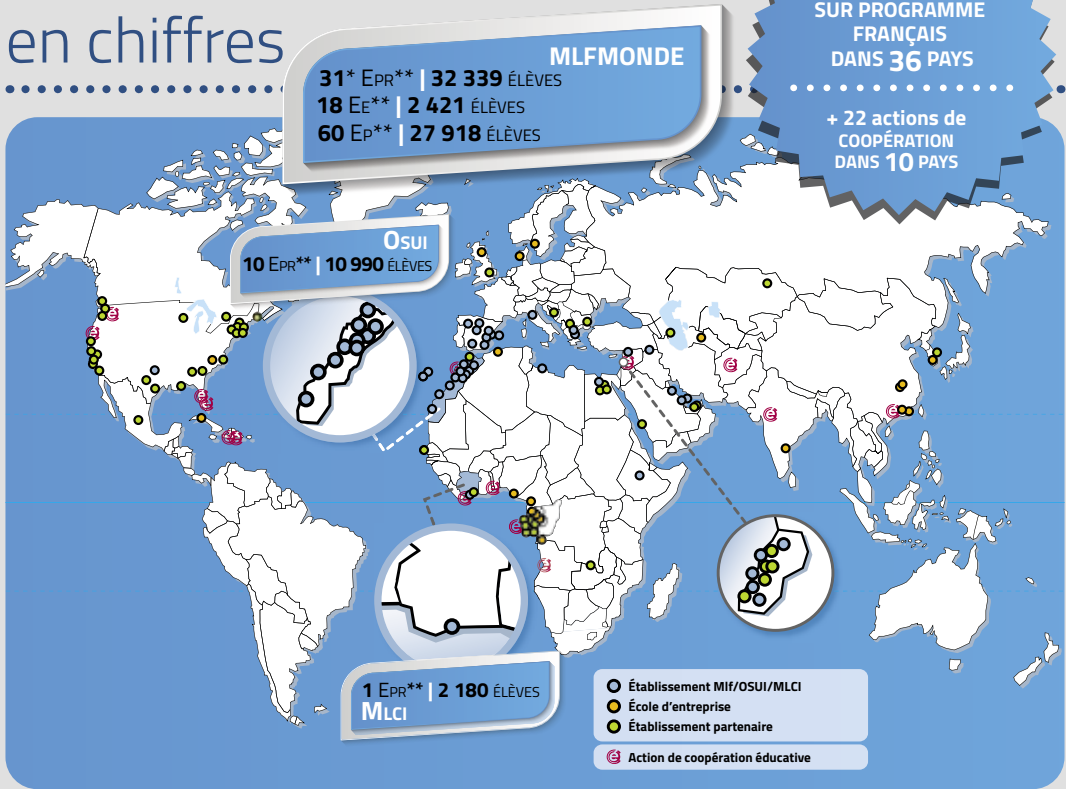 en chiffres
MLFMONDE
31* EPR** | 32 339 ÉLÈVES
18 EE** | 2 421 ÉLÈVES
60 EP** | 27 918 ÉLÈVES
SUR PROGRAMME
FRANÇAIS
DANS 36 PAYS
+ 22 actions de
COOPÉRATION
DANS 10 PAYS
OSUI
10 EPR** | 10 990 ÉLÈVES
1 EPR** | 2 180 ÉLÈVES
MLCI
Établissement Mlf/OSUI/MLCI
École d'entreprise
Établissement partenaire
Action de coopération éducative